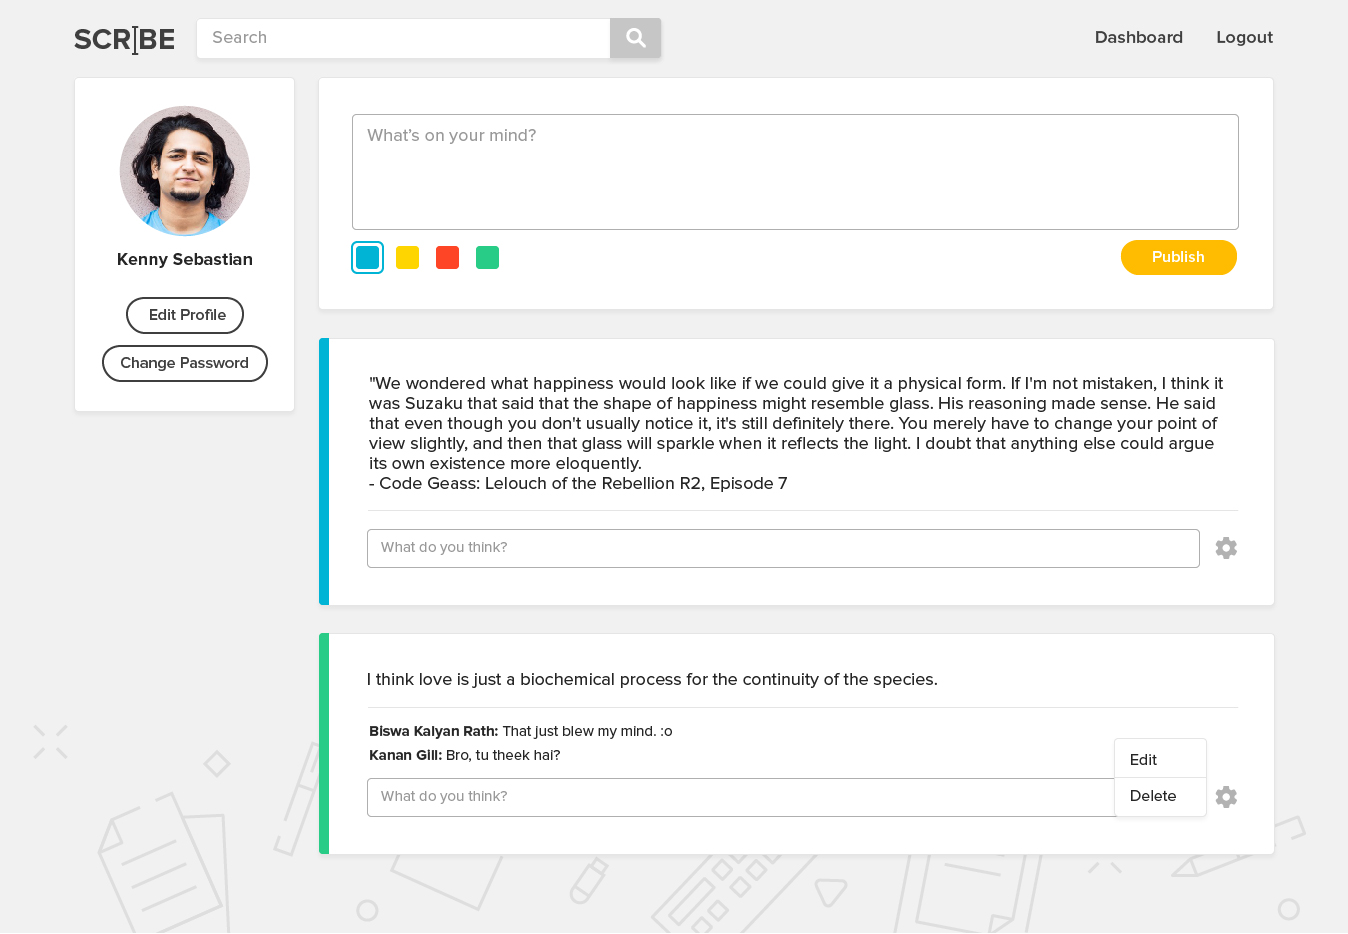 SCRIBE
Search
Dashboard
Logout
Kenny Sebastian
Edit Profile
Change Password
What's on your mind?
Publish
"We wondered what happiness would look like if we could give it a physical form. If I'm not mistaken, I think it
was Suzaku that said that the shape of happiness might resemble glass. His reasoning made sense. He said
that even though you don't usually notice it, it's still definitely there. You merely have to change your point of
view slightly, and then that glass will sparkle when it reflects the light. I doubt that anything else could argue
its own existence more eloquently.
- Code Geass: Lelouch of the Rebellion R2, Episode 7
What do you think?
I think love is just a biochemical process for the continuity of the species.
Biswa Kalyan Rath: That just blew my mind. :o
Kanan Gill: Bro, tu theek hai?
What do you think?
Edit
Delete